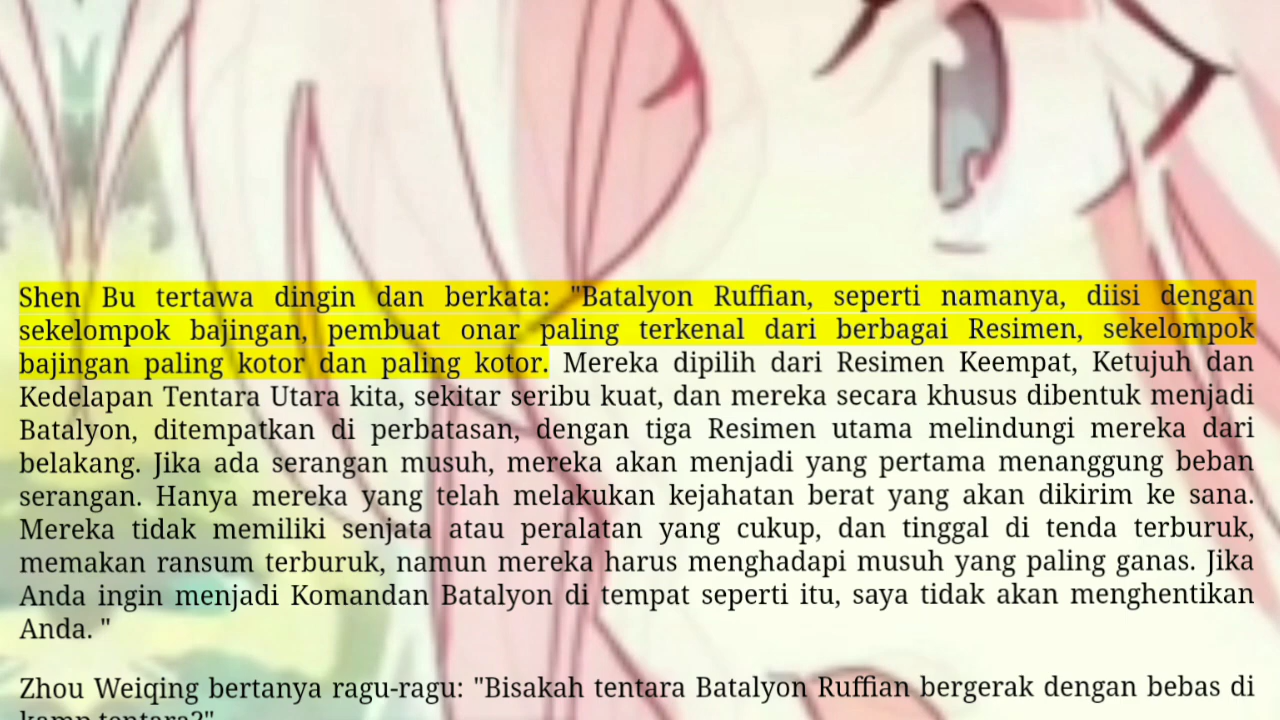 Shen Bu tertawa dingin dan berkata: "Batalyon Ruffian, seperti namanya, diisi dengan
sekelompok bajingan, pembuat onar paling terkenal dari berbagai Resimen, sekelompok
bajingan paling kotor dan paling kotor. Mereka dipilih dari Resimen Keempat, Ketujuh dan
Kedelapan Tentara Utara kita, sekitar seribu kuat, dan mereka secara khusus dibentuk menjadi
Batalyon, ditempatkan di perbatasan, dengan tiga Resimen utama melindungi mereka dari
belakang. Jika ada serangan musuh, mereka akan menjadi yang pertama menanggung beban
serangan. Hanya mereka yang telah melakukan kejahatan berat yang akan dikirim ke sana.
Mereka tidak memiliki senjata atau peralatan yang cukup, dan tinggal di tenda terburuk,
memakan ransum terburuk, namun mereka harus menghadapi musuh yang paling ganas. Jika
Anda ingin menjadi Komandan Batalyon di tempat seperti itu, saya tidak akan menghentikan
Anda. "
Zhou Weiqing bertanya ragu-ragu: "Bisakah tentara Batalyon Ruffian bergerak dengan bebas di
kamp tentara?"